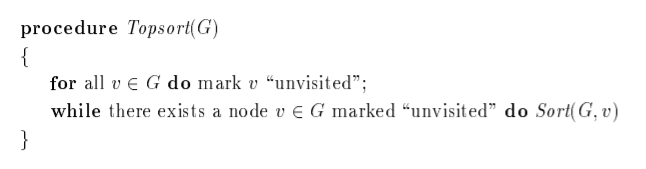 procedure Topsort(G)
{
for all v ∈ G do mark v “unvisited”;
while there exists a node v ∈ G marked “unvisited” do Sort(G, v)
}